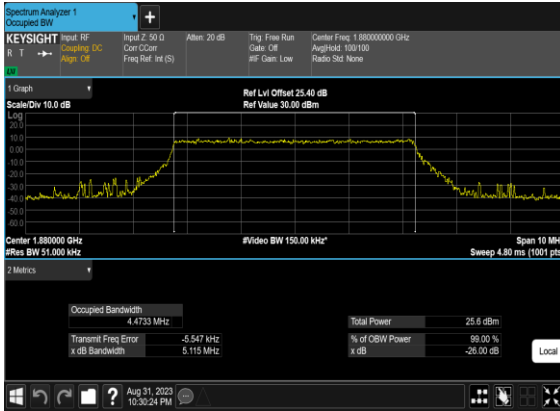 Spectrum Analyzer 1
Occupied BW
+
KEYSIGHT Input: RF Input Z: 50 Ω Atten: 20 dB Trig: Free Run Center Freq: 1.880000000 GHz
R T Coupling: DC Corr CCorr Gate: Off Avg|Hold: 100/100
Align: Off Freq Ref: Int (S) #IF Gain: Low Radio Std: None
1 Graph
Ref Lvl Offset 25.40 dB
Scale/Div 10.0 dB Ref Value 30.00 dBm
Log
20.0
10.0
0.00
-10.0
-20.0
-30.0
-40.0
-50.0
-60.0
Center 1.880000 GHz #Video BW 150.00 kHz* Span 10 MH
#Res BW 51.000 kHz Sweep 4.80 ms (1001 pts
2 Metrics
Occupied Bandwidth
4.4733 MHz Total Power 25.6 dBm
Transmit Freq Error -5.547 kHz % of OBW Power 99.00 %
x dB Bandwidth 5.115 MHz x dB -26.00 dB
Local
? Aug 31, 2023
10:30:24 PM